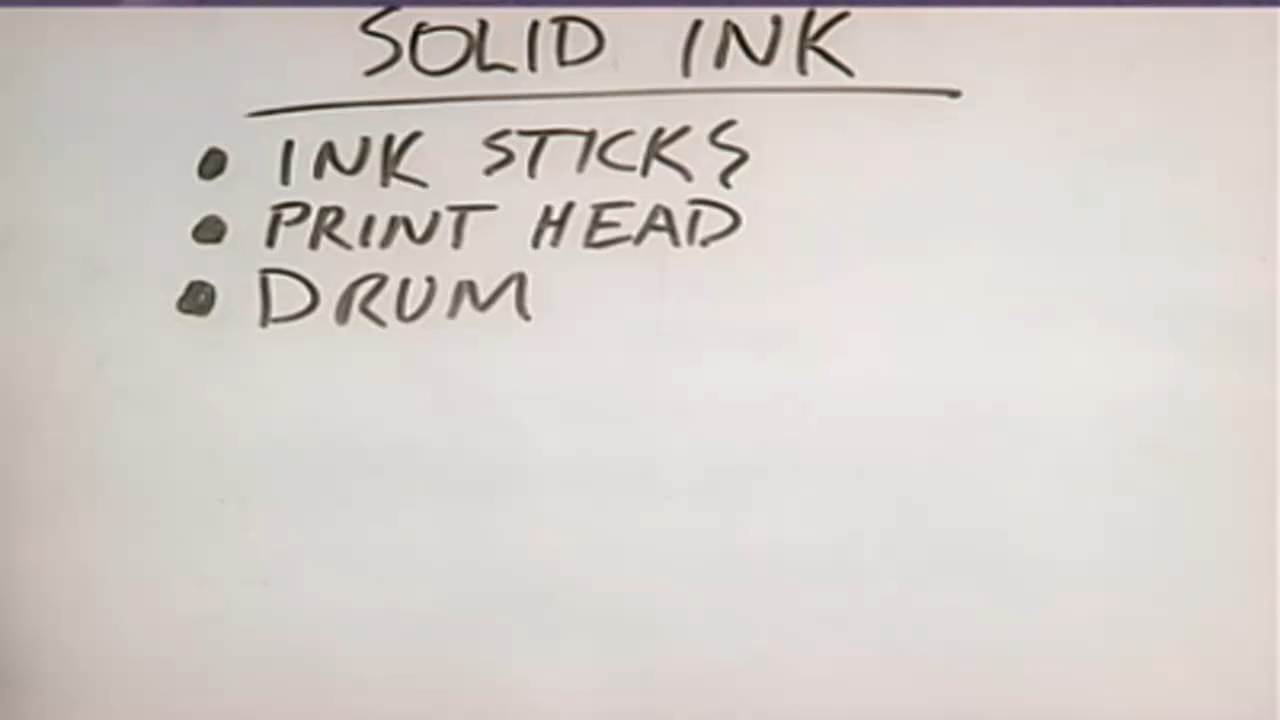 SOLID INK
• INK STICKS
• PRINT HEAD
• DRUM